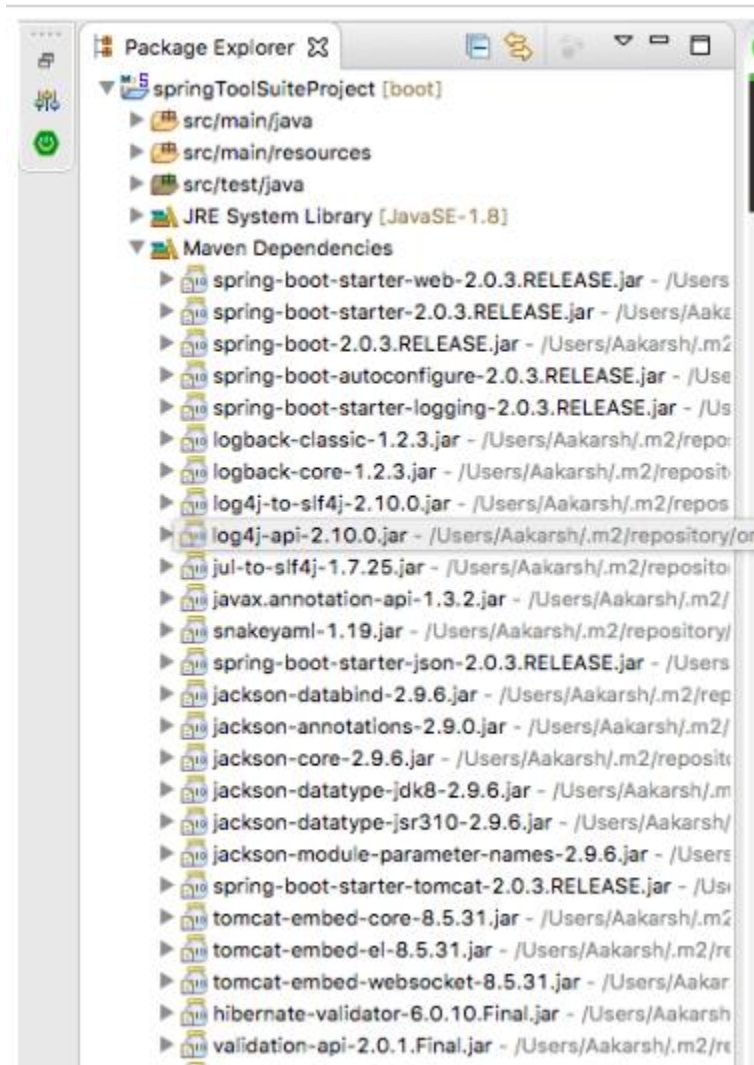 Package Explorer
springToolSuiteProject [boot]
src/main/java
src/main/resources
src/test/java
JRE System Library [JavaSE-1.8]
Maven Dependencies
spring-boot-starter-web-2.0.3.RELEASE.jar - /Users
spring-boot-starter-2.0.3.RELEASE.jar - /Users/Aaka
spring-boot-2.0.3.RELEASE.jar - /Users/Aakarsh/.m2
spring-boot-autoconfigure-2.0.3.RELEASE.jar - /Use
spring-boot-starter-logging-2.0.3.RELEASE.jar - /Us
logback-classic-1.2.3.jar - /Users/Aakarsh/.m2/repo
logback-core-1.2.3.jar - /Users/Aakarsh/.m2/reposit
log4j-to-slf4j-2.10.0.jar - /Users/Aakarsh/.m2/repos
log4j-api-2.10.0.jar - /Users/Aakarsh/.m2/repository/or
jul-to-slf4j-1.7.25.jar - /Users/Aakarsh/.m2/reposito
javax.annotation-api-1.3.2.jar - /Users/Aakarsh/.m2/
snakeyaml-1.19.jar - /Users/Aakarsh/.m2/repository/
spring-boot-starter-json-2.0.3.RELEASE.jar - /Users
jackson-databind-2.9.6.jar - /Users/Aakarsh/.m2/rep
jackson-annotations-2.9.0.jar - /Users/Aakarsh/.m2/
jackson-core-2.9.6.jar - /Users/Aakarsh/.m2/reposito
jackson-datatype-jdk8-2.9.6.jar - /Users/Aakarsh/.m
jackson-datatype-jsr310-2.9.6.jar - /Users/Aakarsh/
jackson-module-parameter-names-2.9.6.jar - /Users
spring-boot-starter-tomcat-2.0.3.RELEASE.jar - /Use
tomcat-embed-core-8.5.31.jar - /Users/Aakarsh/.m2
tomcat-embed-el-8.5.31.jar - /Users/Aakarsh/.m2/re
tomcat-embed-websocket-8.5.31.jar - /Users/Aakar
hibernate-validator-6.0.10.Final.jar - /Users/Aakarsh
validation-api-2.0.1.Final.jar - /Users/Aakarsh/.m2/re